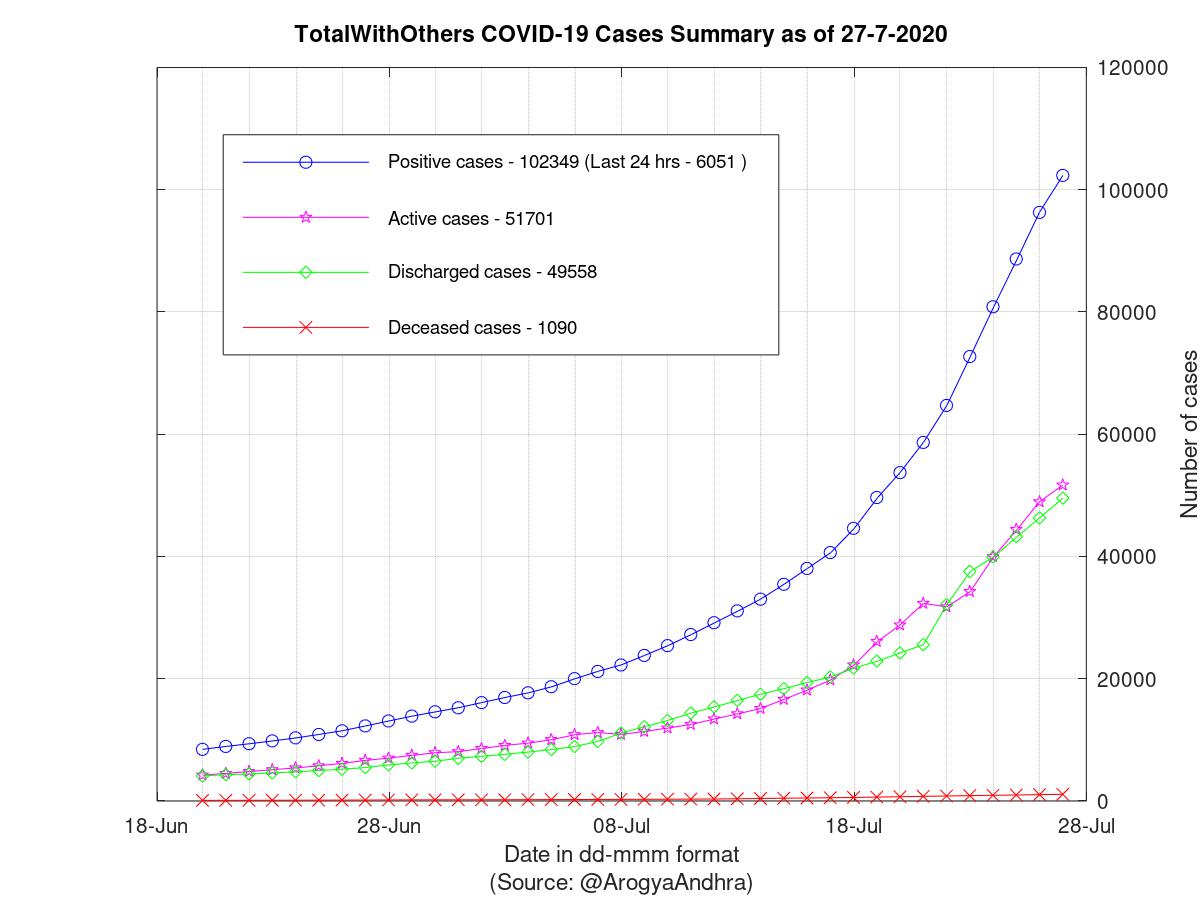 TotalWithOthers COVID-19 Cases Summary as of 27-7-2020
120000
Positive cases - 102349 (Last 24 hrs - 6051 )
100000
Active cases - 51701
Discharged cases - 49558
80000
Deceased cases - 1090
60000
Number of cases
40000
20000
0
18-Jun 28-Jun 08-Jul 18-Jul 28-Jul
Date in dd-mmm format
(Source: @ArogyaAndhra)